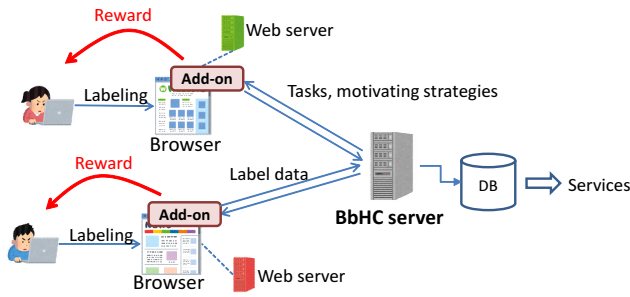 Reward
Web server
Add-on
Labeling
Tasks, motivating strategies
Browser
Reward
Label data
BbHC server
DB
Services
Add-on
Labeling
Browser
Web server